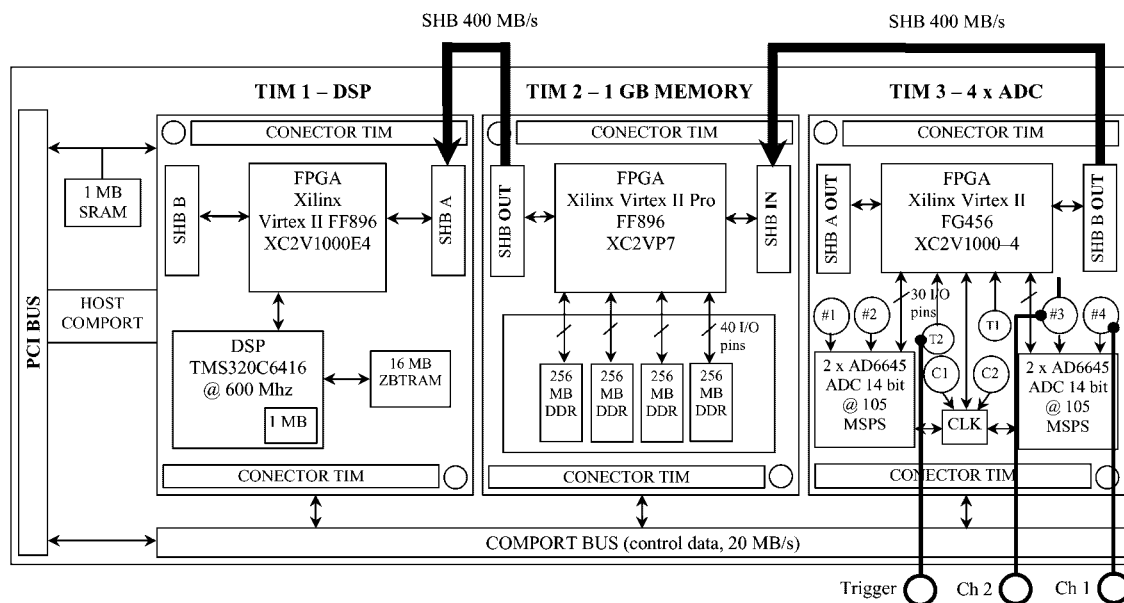 SHB 400 MB/s
SHB 400 MB/s
TIM 1 – DSP
TIM 2 – 1 GB MEMORY
TIM 3 – 4 x ADC
PCI BUS
1 MB
SRAM
HOST
COMPORT
CONECTOR TIM
SHB B
FPGA
Xilinx
Virtex II FF896
XC2V1000E4
SHB A
DSP
TMS320C6416
@ 600 Mhz
1 MB
16 MB
ZBTRAM
CONECTOR TIM
CONECTOR TIM
SHB OUT
FPGA
Xilinx Virtex II Pro
FF896
XC2VP7
SHB IN
40 I/O
pins
256
MB
DDR
256
MB
DDR
256
MB
DDR
256
MB
DDR
CONECTOR TIM
CONECTOR TIM
SHB A OUT
FPGA
Xilinx Virtex II
FG456
XC2V1000–4
SHB B OUT
30 I/O
pins
#1
#2
T2
T1
#3
#4
C1
C2
2 x AD6645
ADC 14 bit
@ 105
MSPS
CLK
2 x AD6645
ADC 14 bit
@ 105
MSPS
CONECTOR TIM
COMPORT BUS (control data, 20 MB/s)
Trigger
Ch 2
Ch 1